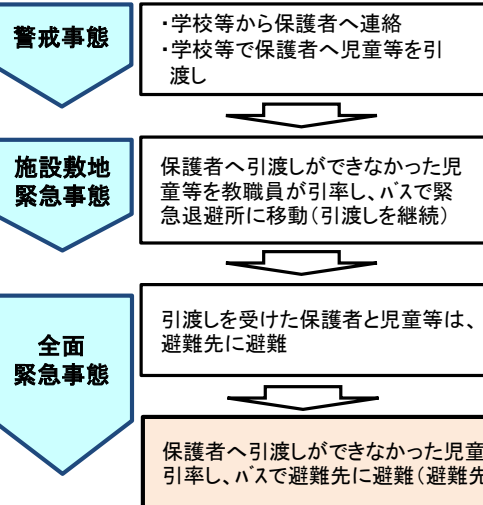 警戒事態
・学校等から保護者へ連絡
・学校等で保護者へ児童等を引
渡し
施設敷地
緊急事態
保護者へ引渡しができなかった児
童等を教職員が引率し、バスで緊
急退避所に移動(引渡しを継続)
全面
緊急事態
引渡しを受けた保護者と児童等は、
避難先に避難
保護者へ引渡しができなかった児童
引率し、バスで避難先に避難(避難先